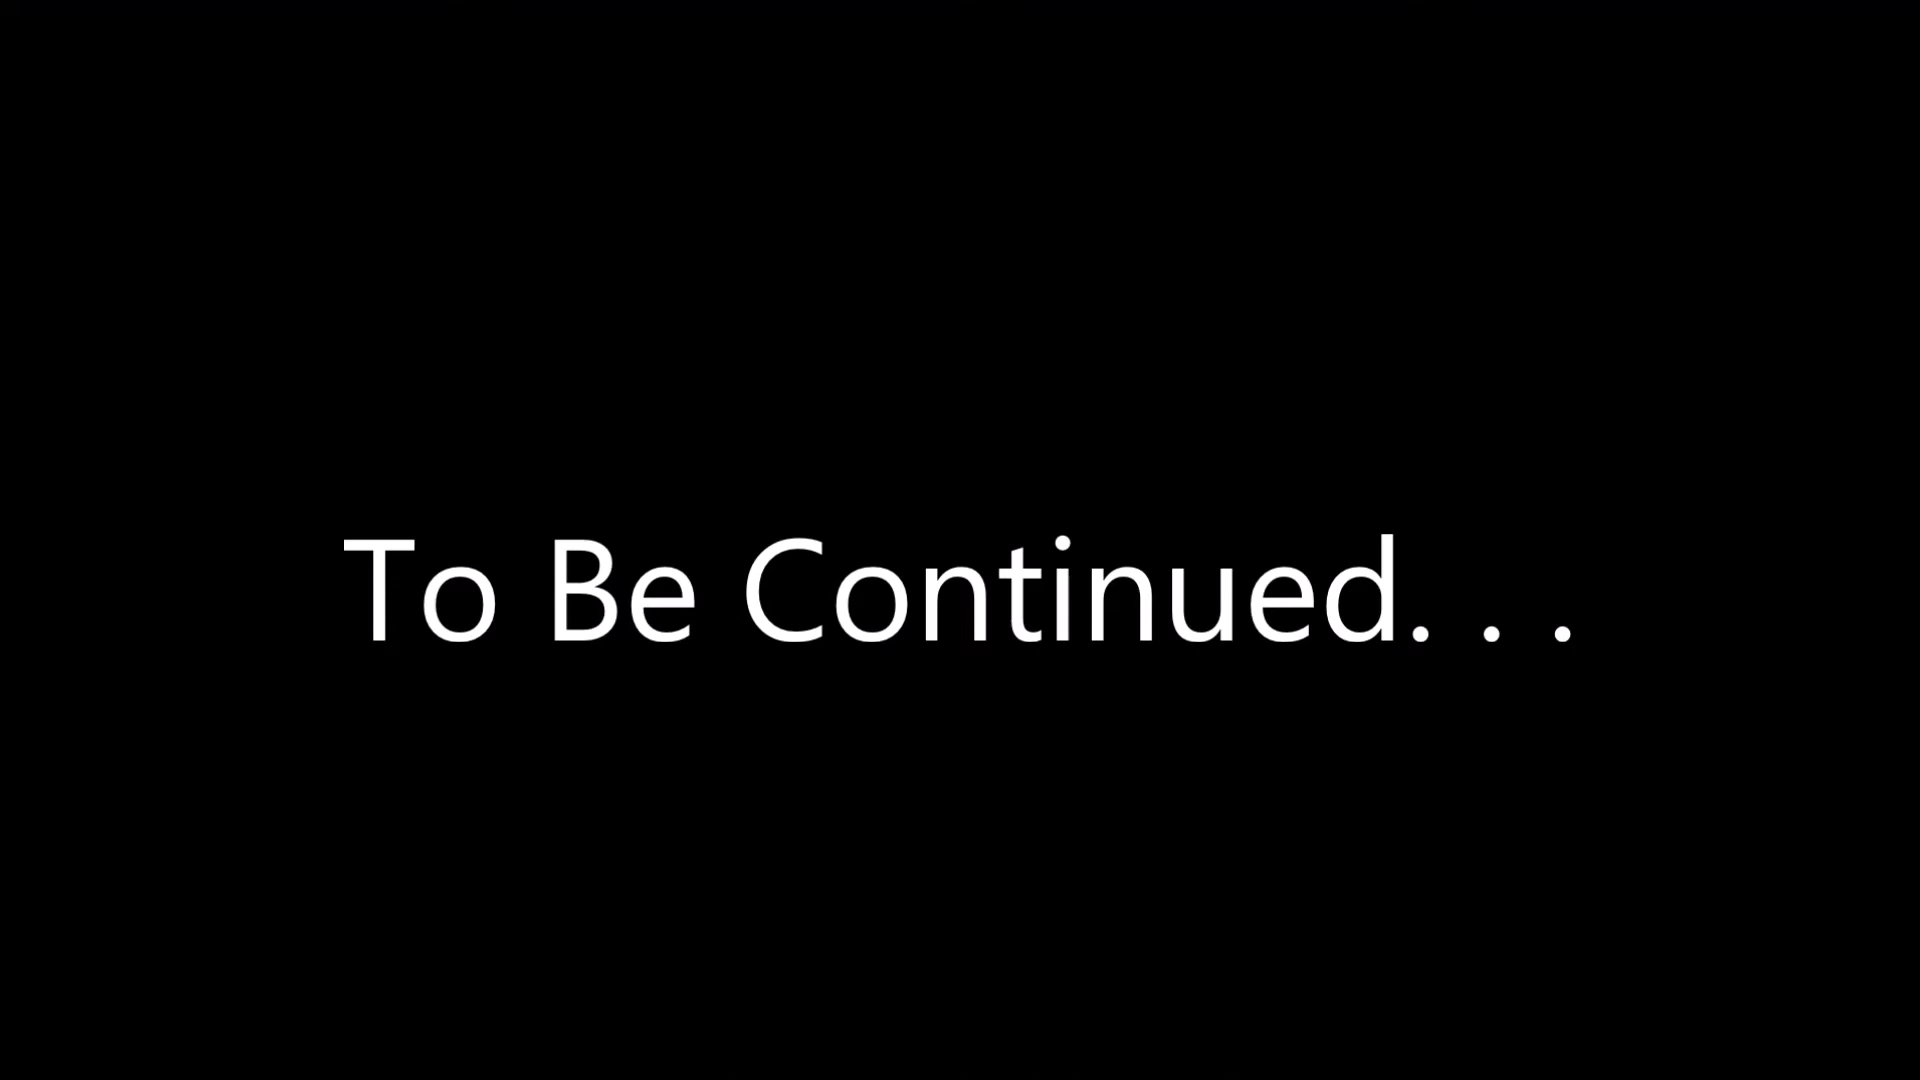 To Be Continued. . .